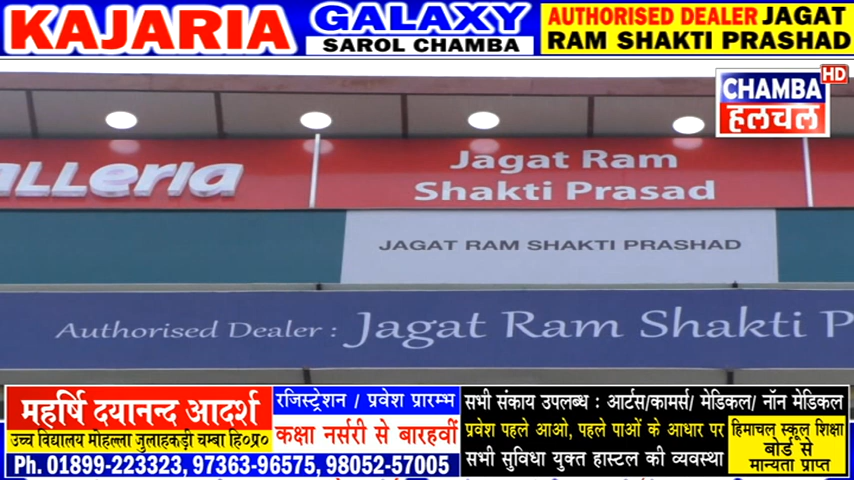 KAJARIA
GALAXY
SAROL CHAMBA
AUTHORISED DEALER JAGAT
RAM SHAKTI PRASHAD
CHAMBA HD
हलचल
Jagat Ram
Shakti Prasad
JAGAT RAM SHAKTI PRASHAD
Authorised Dealer : Jagat Ram Shakti P
महर्षि दयानन्द आदर्श
उच्च विद्यालय मोहल्ला जुलाहकड़ी चम्बा हि०प्र०
Ph. 01899-223323, 97363-96575, 98052-57005
रजिस्ट्रेशन / प्रवेश प्रारम्भ
कक्षा नर्सरी से बारहवीं
सभी संकाय उपलब्ध : आर्टस/कामर्स/ मेडिकल/ नॉन मेडिकल
प्रवेश पहले आओ, पहले पाओं के आधार पर
सभी सुविधा युक्त हास्टल की व्यवस्था
हिमाचल स्कूल शिक्षा
बोर्ड से
मान्यता प्राप्त